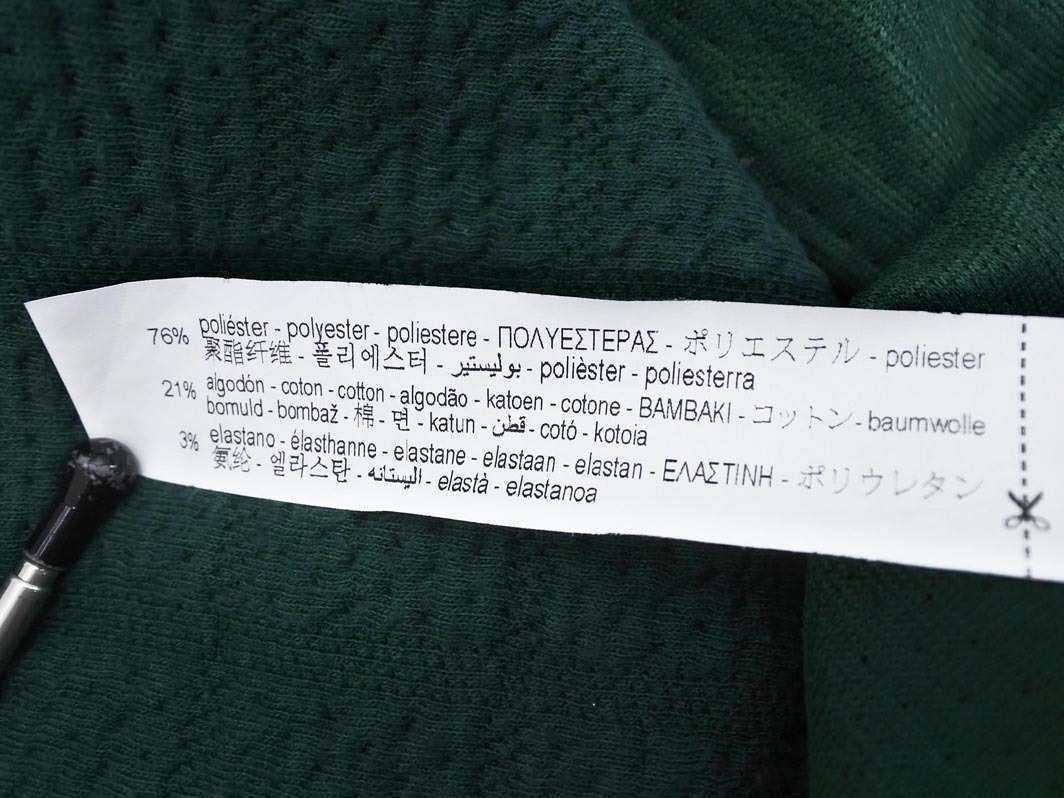 76% poliéster - polyester - poliestere - ΠΟΛΥΕΣΤΕΡΑΣ - ポリエステル - poliester
聚酯纤维 - 폴리에스터 - بوليستير - polièster - poliesterra
21% algodón - coton - cotton - algodão - katoen - cotone - BAMBAKI - コットン - baumwolle
bomuld - bombaž - 棉 - 면 - katun - قطن - cotó - kotoia
3% elastano - élasthanne - elastane - elastaan - elastan - ΕΛΑΣΤΙΝΗ - ポリウレタン
氨纶 - 엘라스탄 - اليستانه - elastà - elastanoa